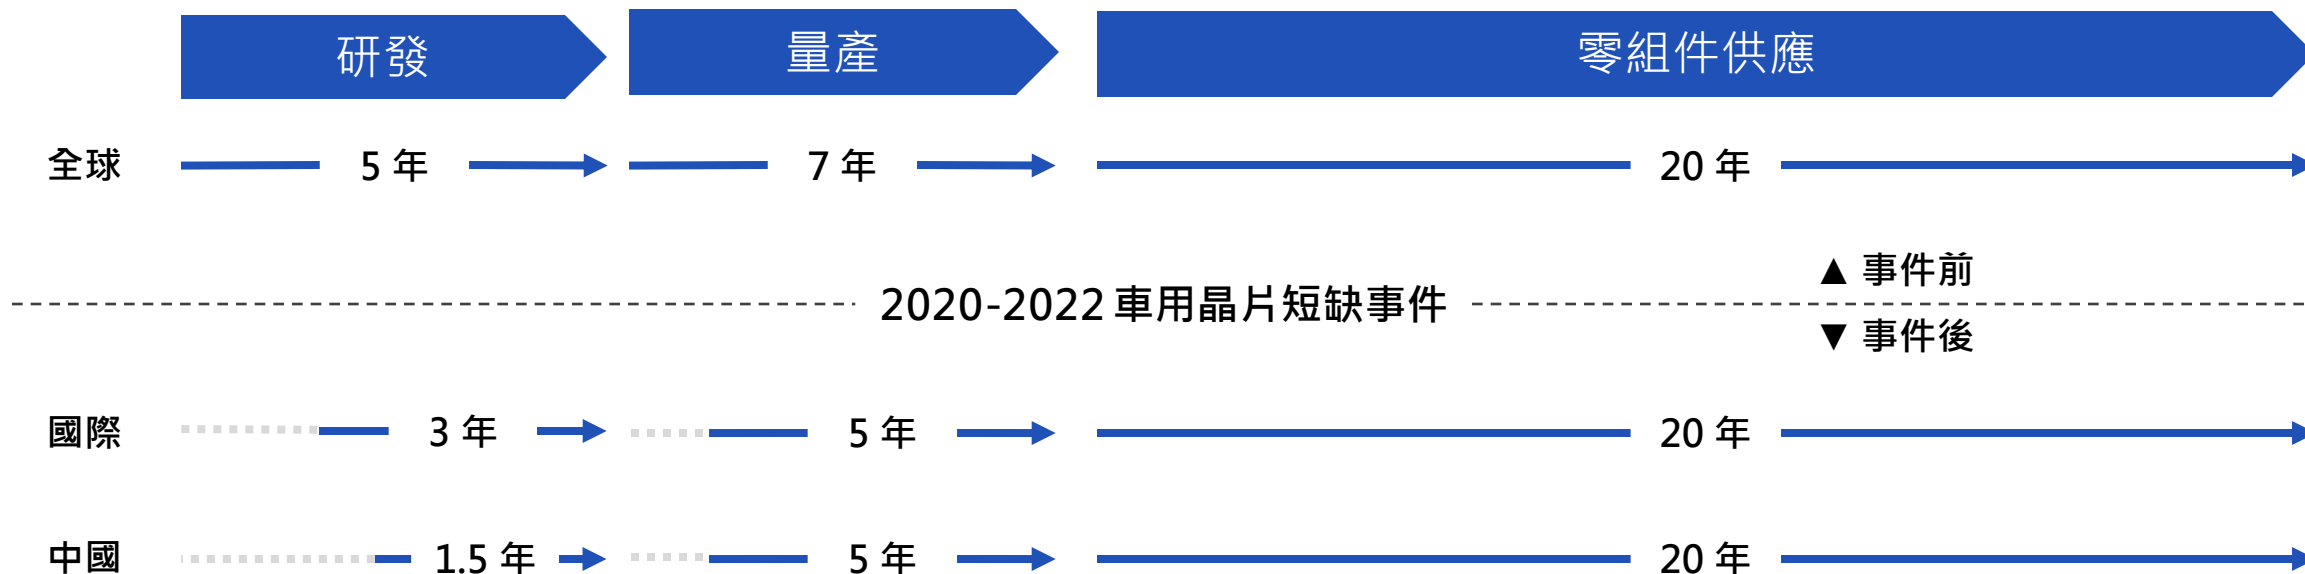 研發 量產 零組件供應
全球 5 年 7 年 20 年
▲ 事件前
2020-2022 車用晶片短缺事件
▼ 事件後
國際 3 年 5 年 20 年
中國 1.5 年 5 年 20 年